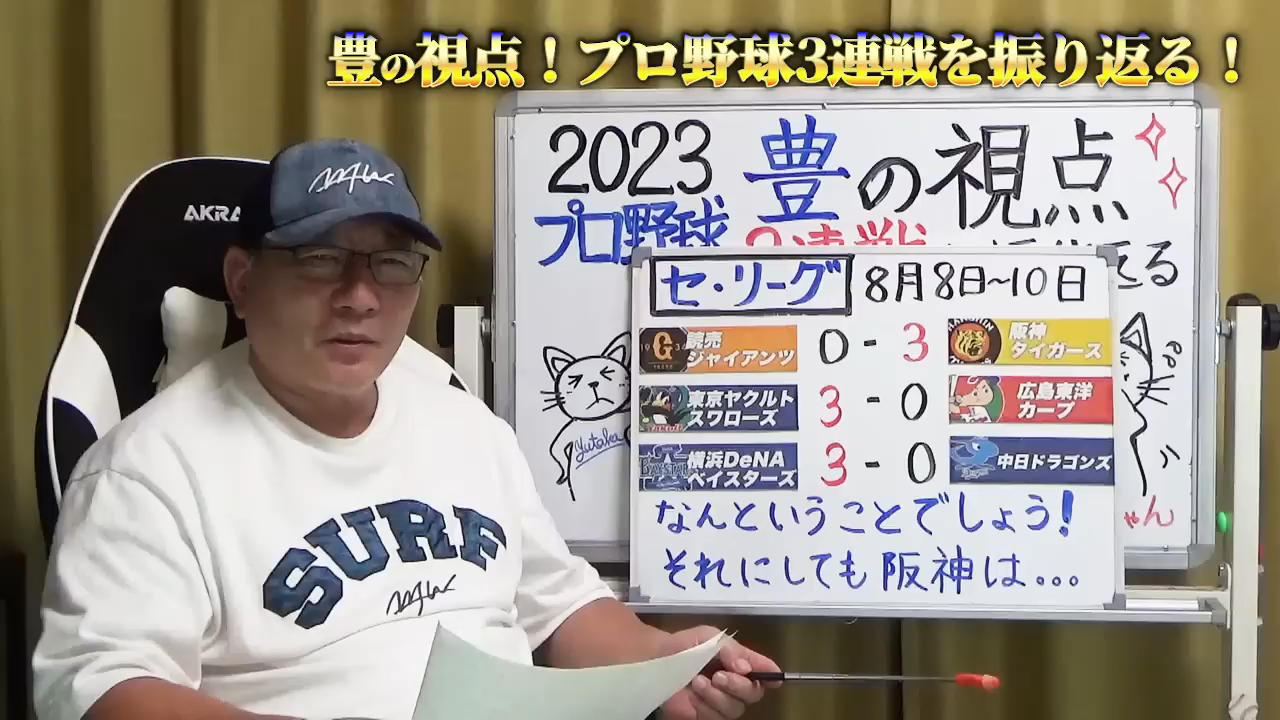 豊の視点！プロ野球3連戦を振り返る！
2023 豊の視点
プロ野球
返る
セ・リーグ 8月8日~10日
読売ジャイアンツ 0 - 3 阪神タイガース
東京ヤクルトスワローズ 3 - 0 広島東洋カープ
横浜DeNAベイスターズ 3 - 0 中日ドラゴンズ
なんということでしょう！
それにしても阪神は...
Yutaka
ゃん
AKRA
SURF